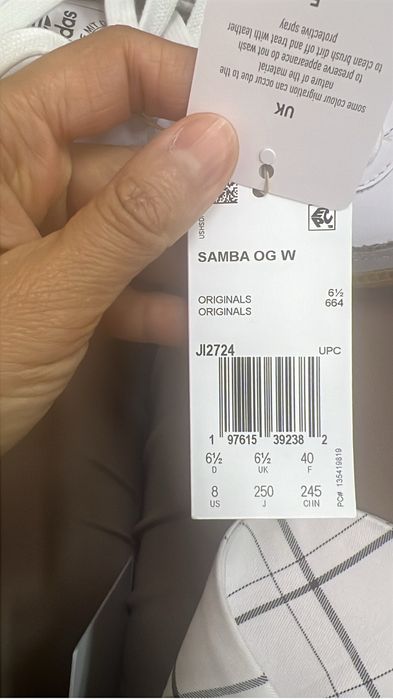 das
UK
some colour migration can occur due to the
nature of the material
to preserve appearance do not wash
to clean brush dirt off and treat with leather
protective spray
SAMBA OG W
6½
ORIGINALS 664
ORIGINALS
JI2724 UPC
1 97615 39238 2
6½ 6½ 40
D UK F
8 250 245
US J CHN
PC# 135419819